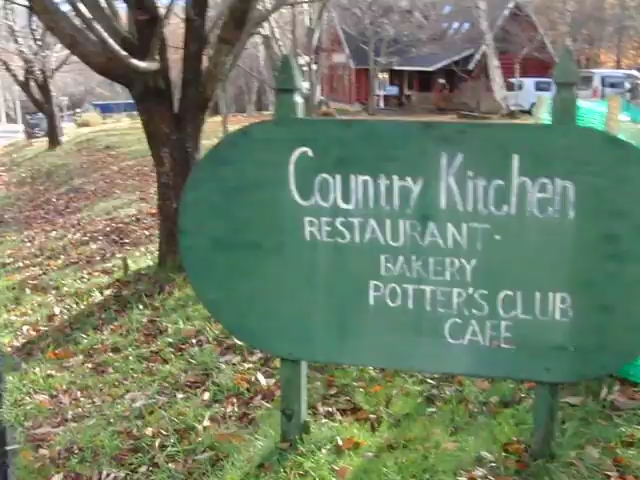 Country Kitchen
RESTAURANT-
BAKERY
POTTER'S CLUB
CAFE